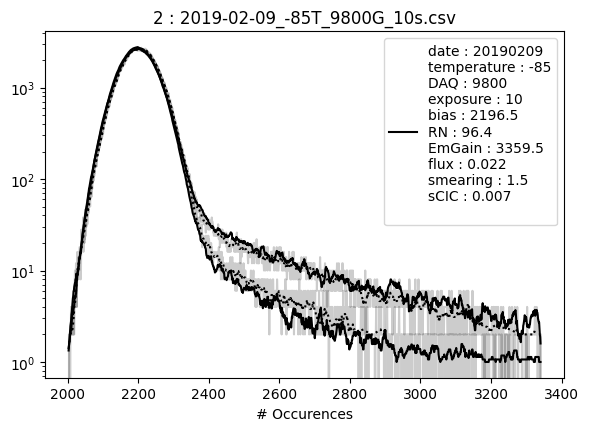 2 : 2019-02-09_-85T_9800G_10s.csv
date : 20190209
temperature : -85
DAQ : 9800
exposure : 10
bias : 2196.5
RN : 96.4
EmGain : 3359.5
flux : 0.022
smearing : 1.5
sCIC : 0.007
10³
10²
10¹
10⁰
2000 2200 2400 2600 2800 3000 3200 3400
# Occurences